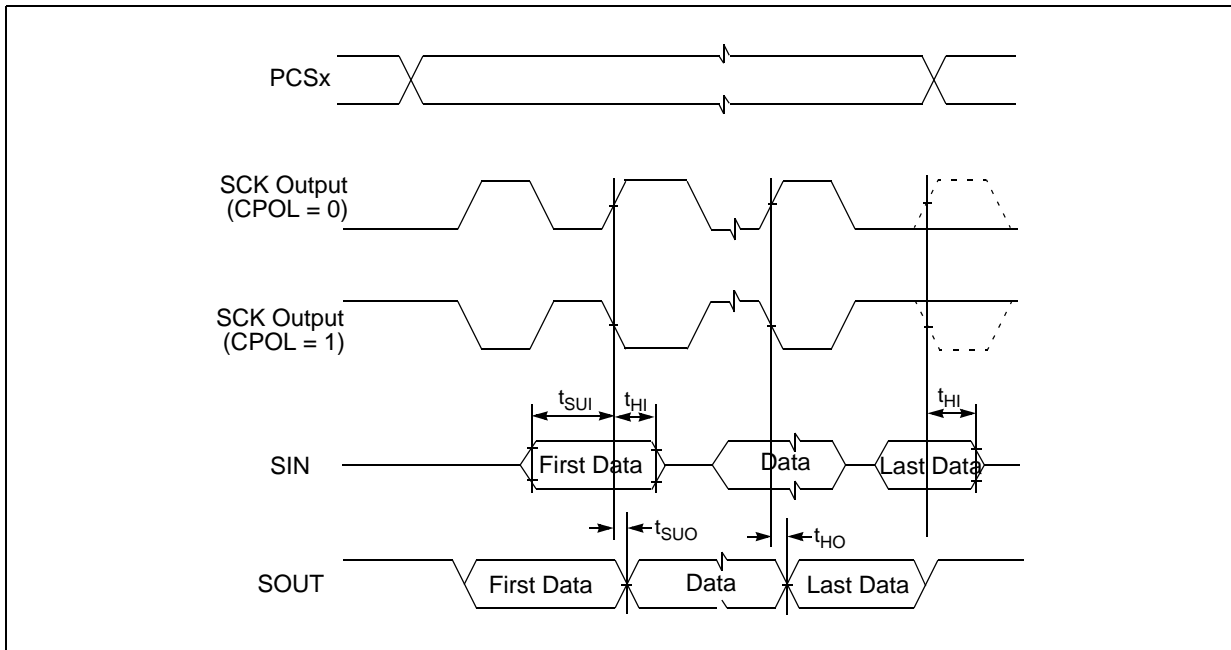 PCSx
SCK Output
(CPOL = 0)
SCK Output
(CPOL = 1)
tSUI
tHI
tHI
SIN
First Data
Data
Last Data
tSUO
tHO
SOUT
First Data
Data
Last Data